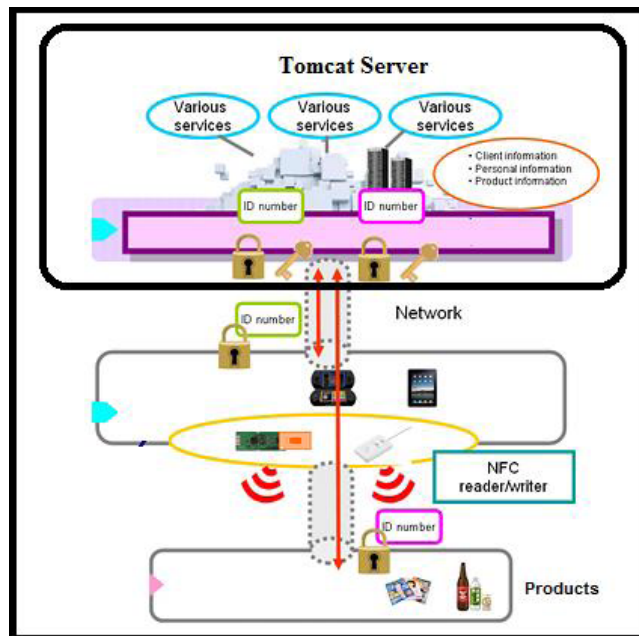 Tomcat Server
Various
services
Various
services
Various
services
• Client information
• Personal information
• Product information
ID number
ID number
ID number
Network
NFC
reader/writer
ID number
Products